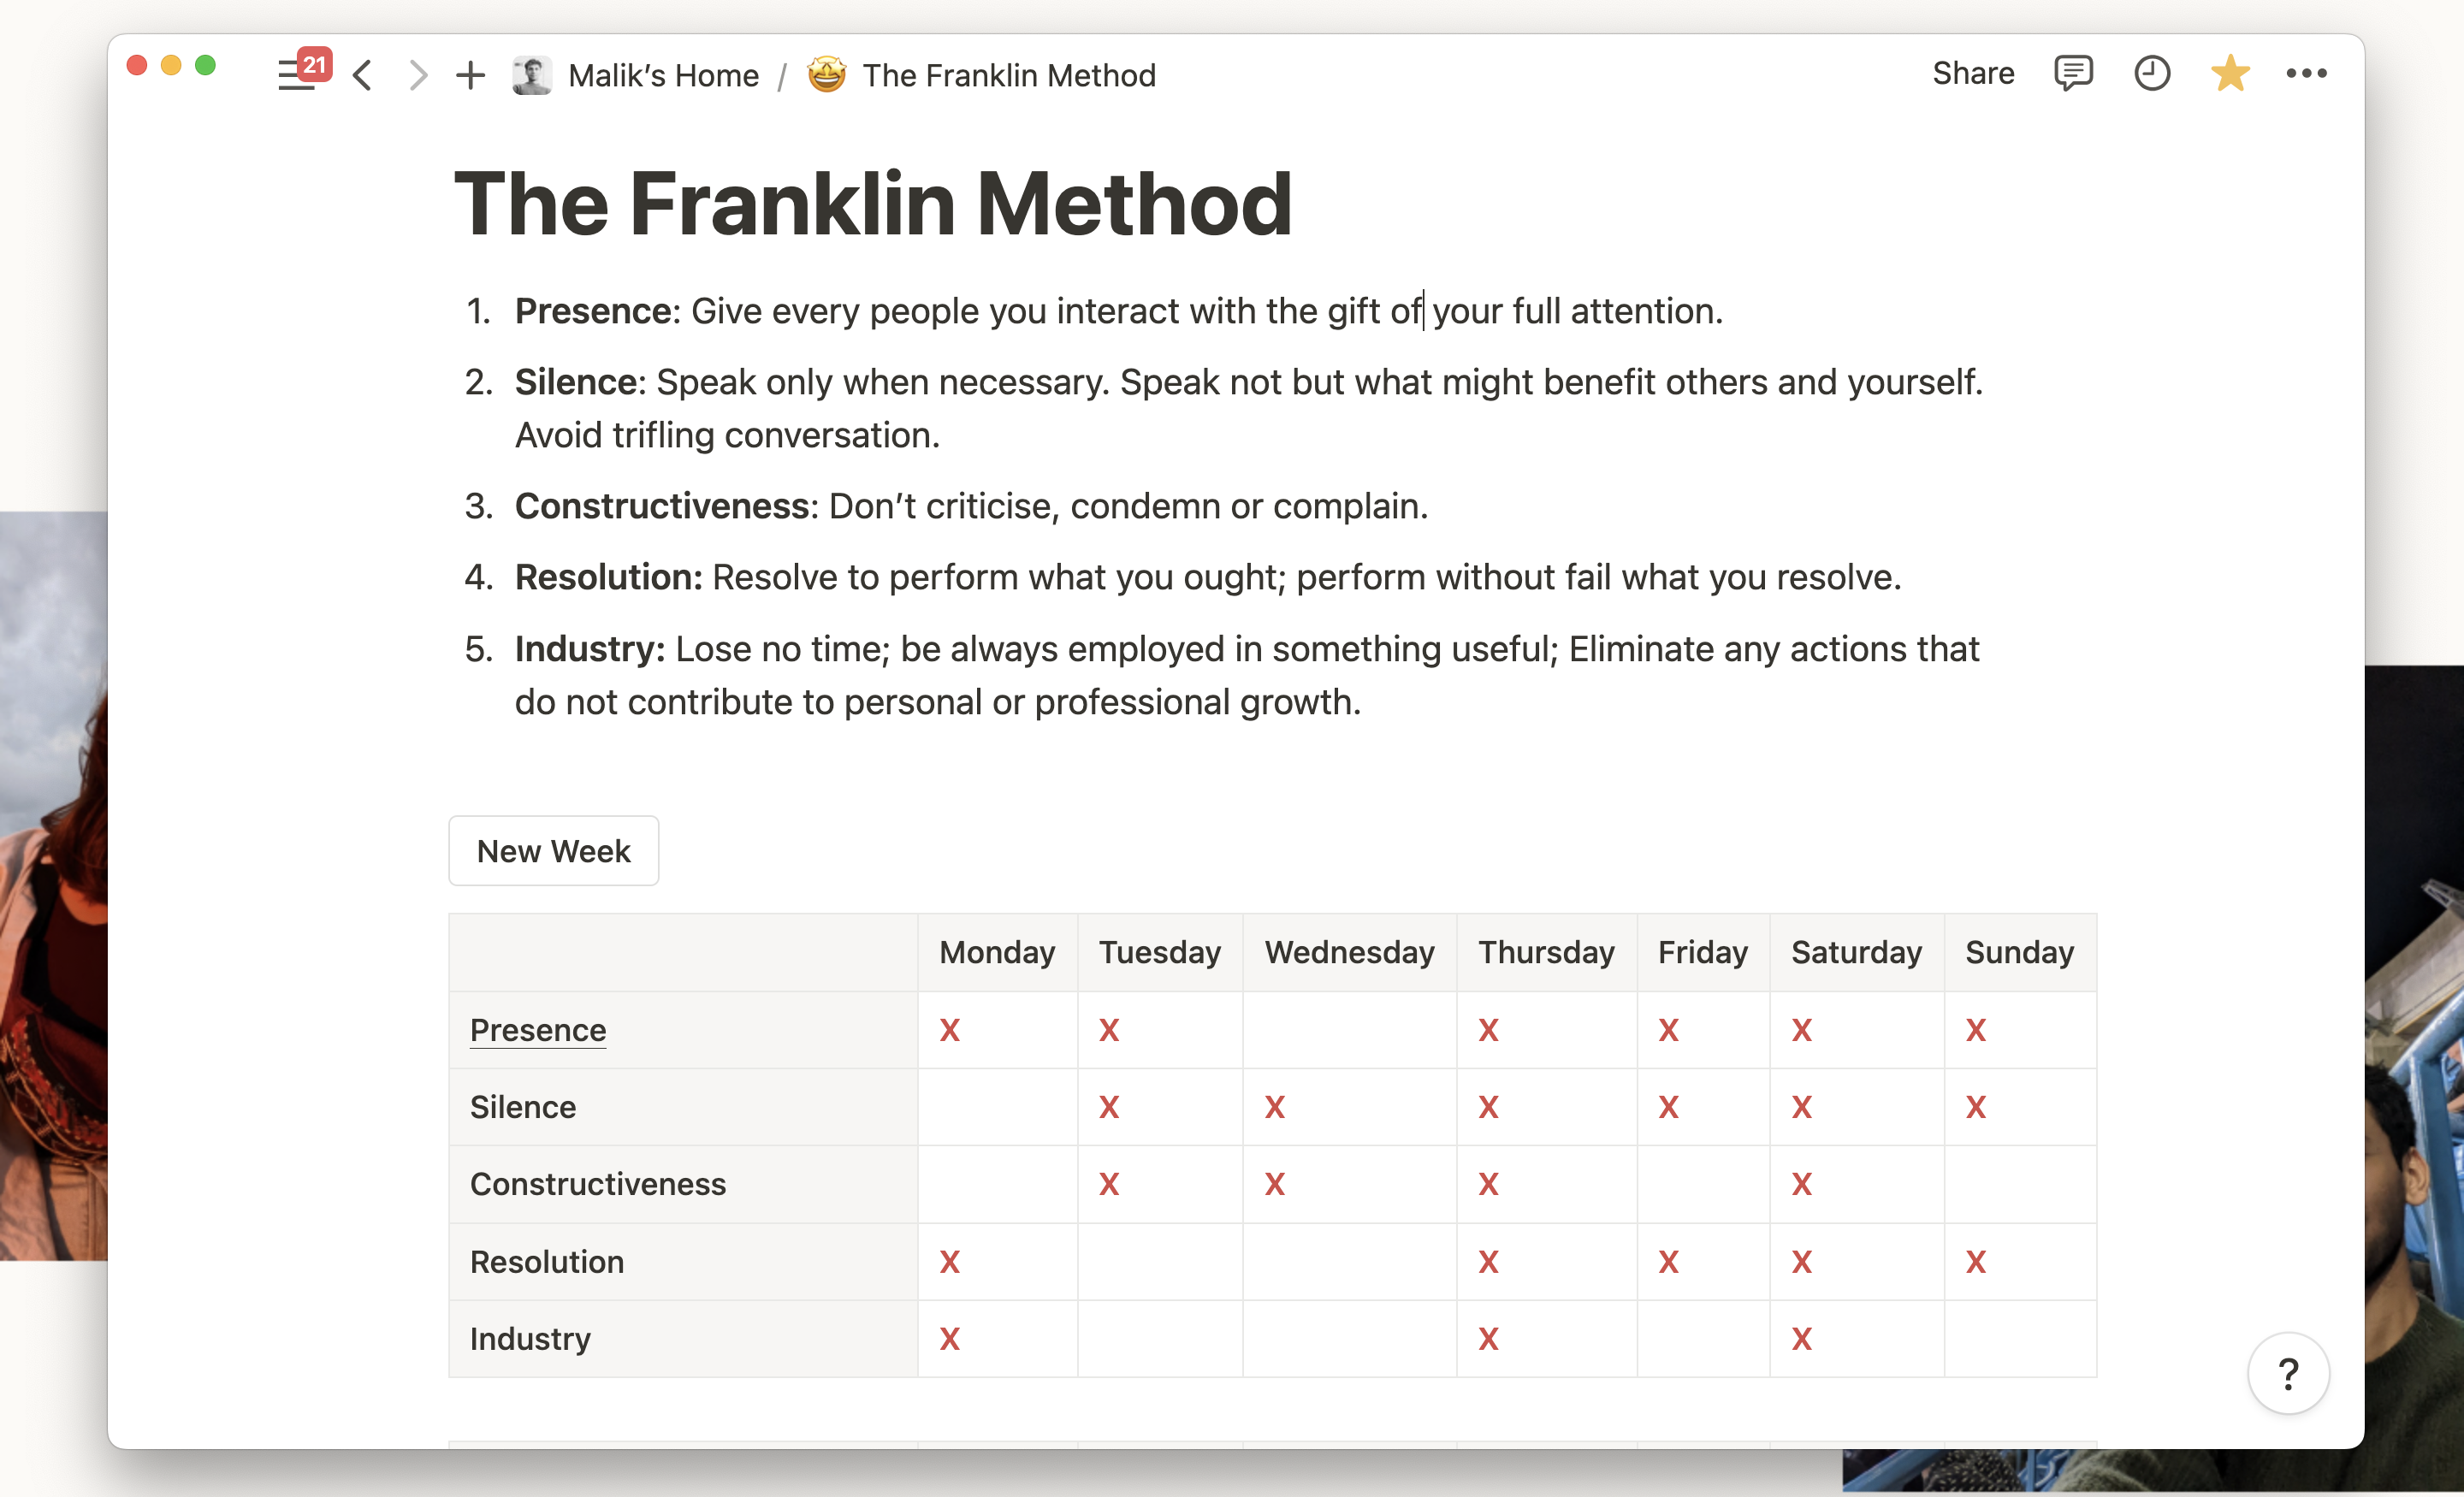 21
Malik’s Home / The Franklin Method
Share
The Franklin Method
1. Presence: Give every people you interact with the gift of your full attention.
2. Silence: Speak only when necessary. Speak not but what might benefit others and yourself.
Avoid trifling conversation.
3. Constructiveness: Don’t criticise, condemn or complain.
4. Resolution: Resolve to perform what you ought; perform without fail what you resolve.
5. Industry: Lose no time; be always employed in something useful; Eliminate any actions that
do not contribute to personal or professional growth.
New Week
Monday Tuesday Wednesday Thursday Friday Saturday Sunday
Presence X X X X X X
Silence X X X X X X
Constructiveness X X X X
Resolution X X X X X
Industry X X X
?